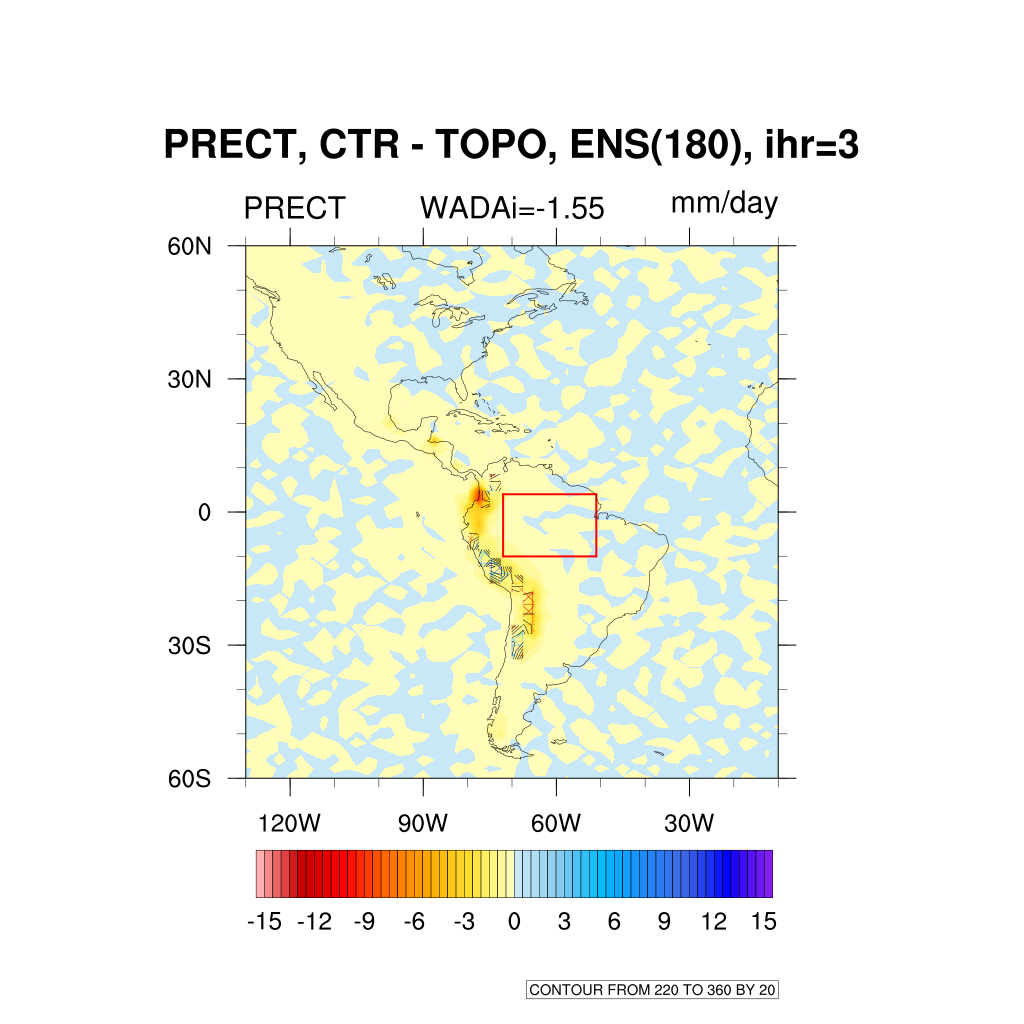 PRECT, CTR - TOPO, ENS(180), ihr=3
PRECT WADAi=-1.55 mm/day
60N
30N
0
30S
60S
120W 90W 60W 30W
-15 -12 -9 -6 -3 0 3 6 9 12 15
CONTOUR FROM 220 TO 360 BY 20